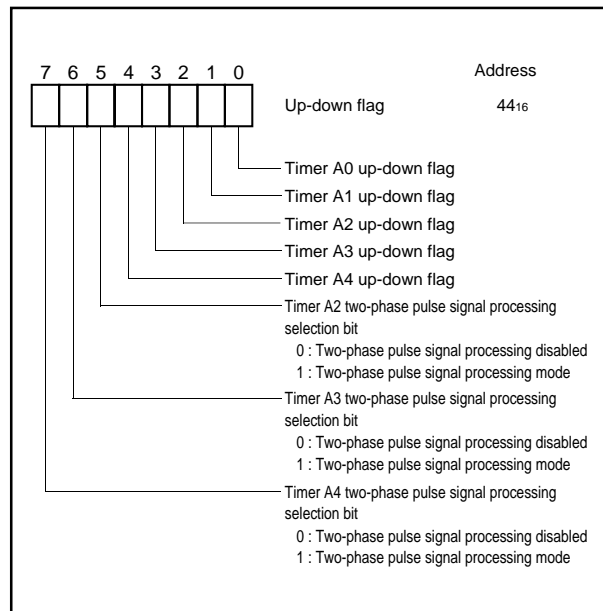 7 6 5 4 3 2 1 0
Address
Up-down flag 44₁₆
Timer A0 up-down flag
Timer A1 up-down flag
Timer A2 up-down flag
Timer A3 up-down flag
Timer A4 up-down flag
Timer A2 two-phase pulse signal processing
selection bit
0 : Two-phase pulse signal processing disabled
1 : Two-phase pulse signal processing mode
Timer A3 two-phase pulse signal processing
selection bit
0 : Two-phase pulse signal processing disabled
1 : Two-phase pulse signal processing mode
Timer A4 two-phase pulse signal processing
selection bit
0 : Two-phase pulse signal processing disabled
1 : Two-phase pulse signal processing mode